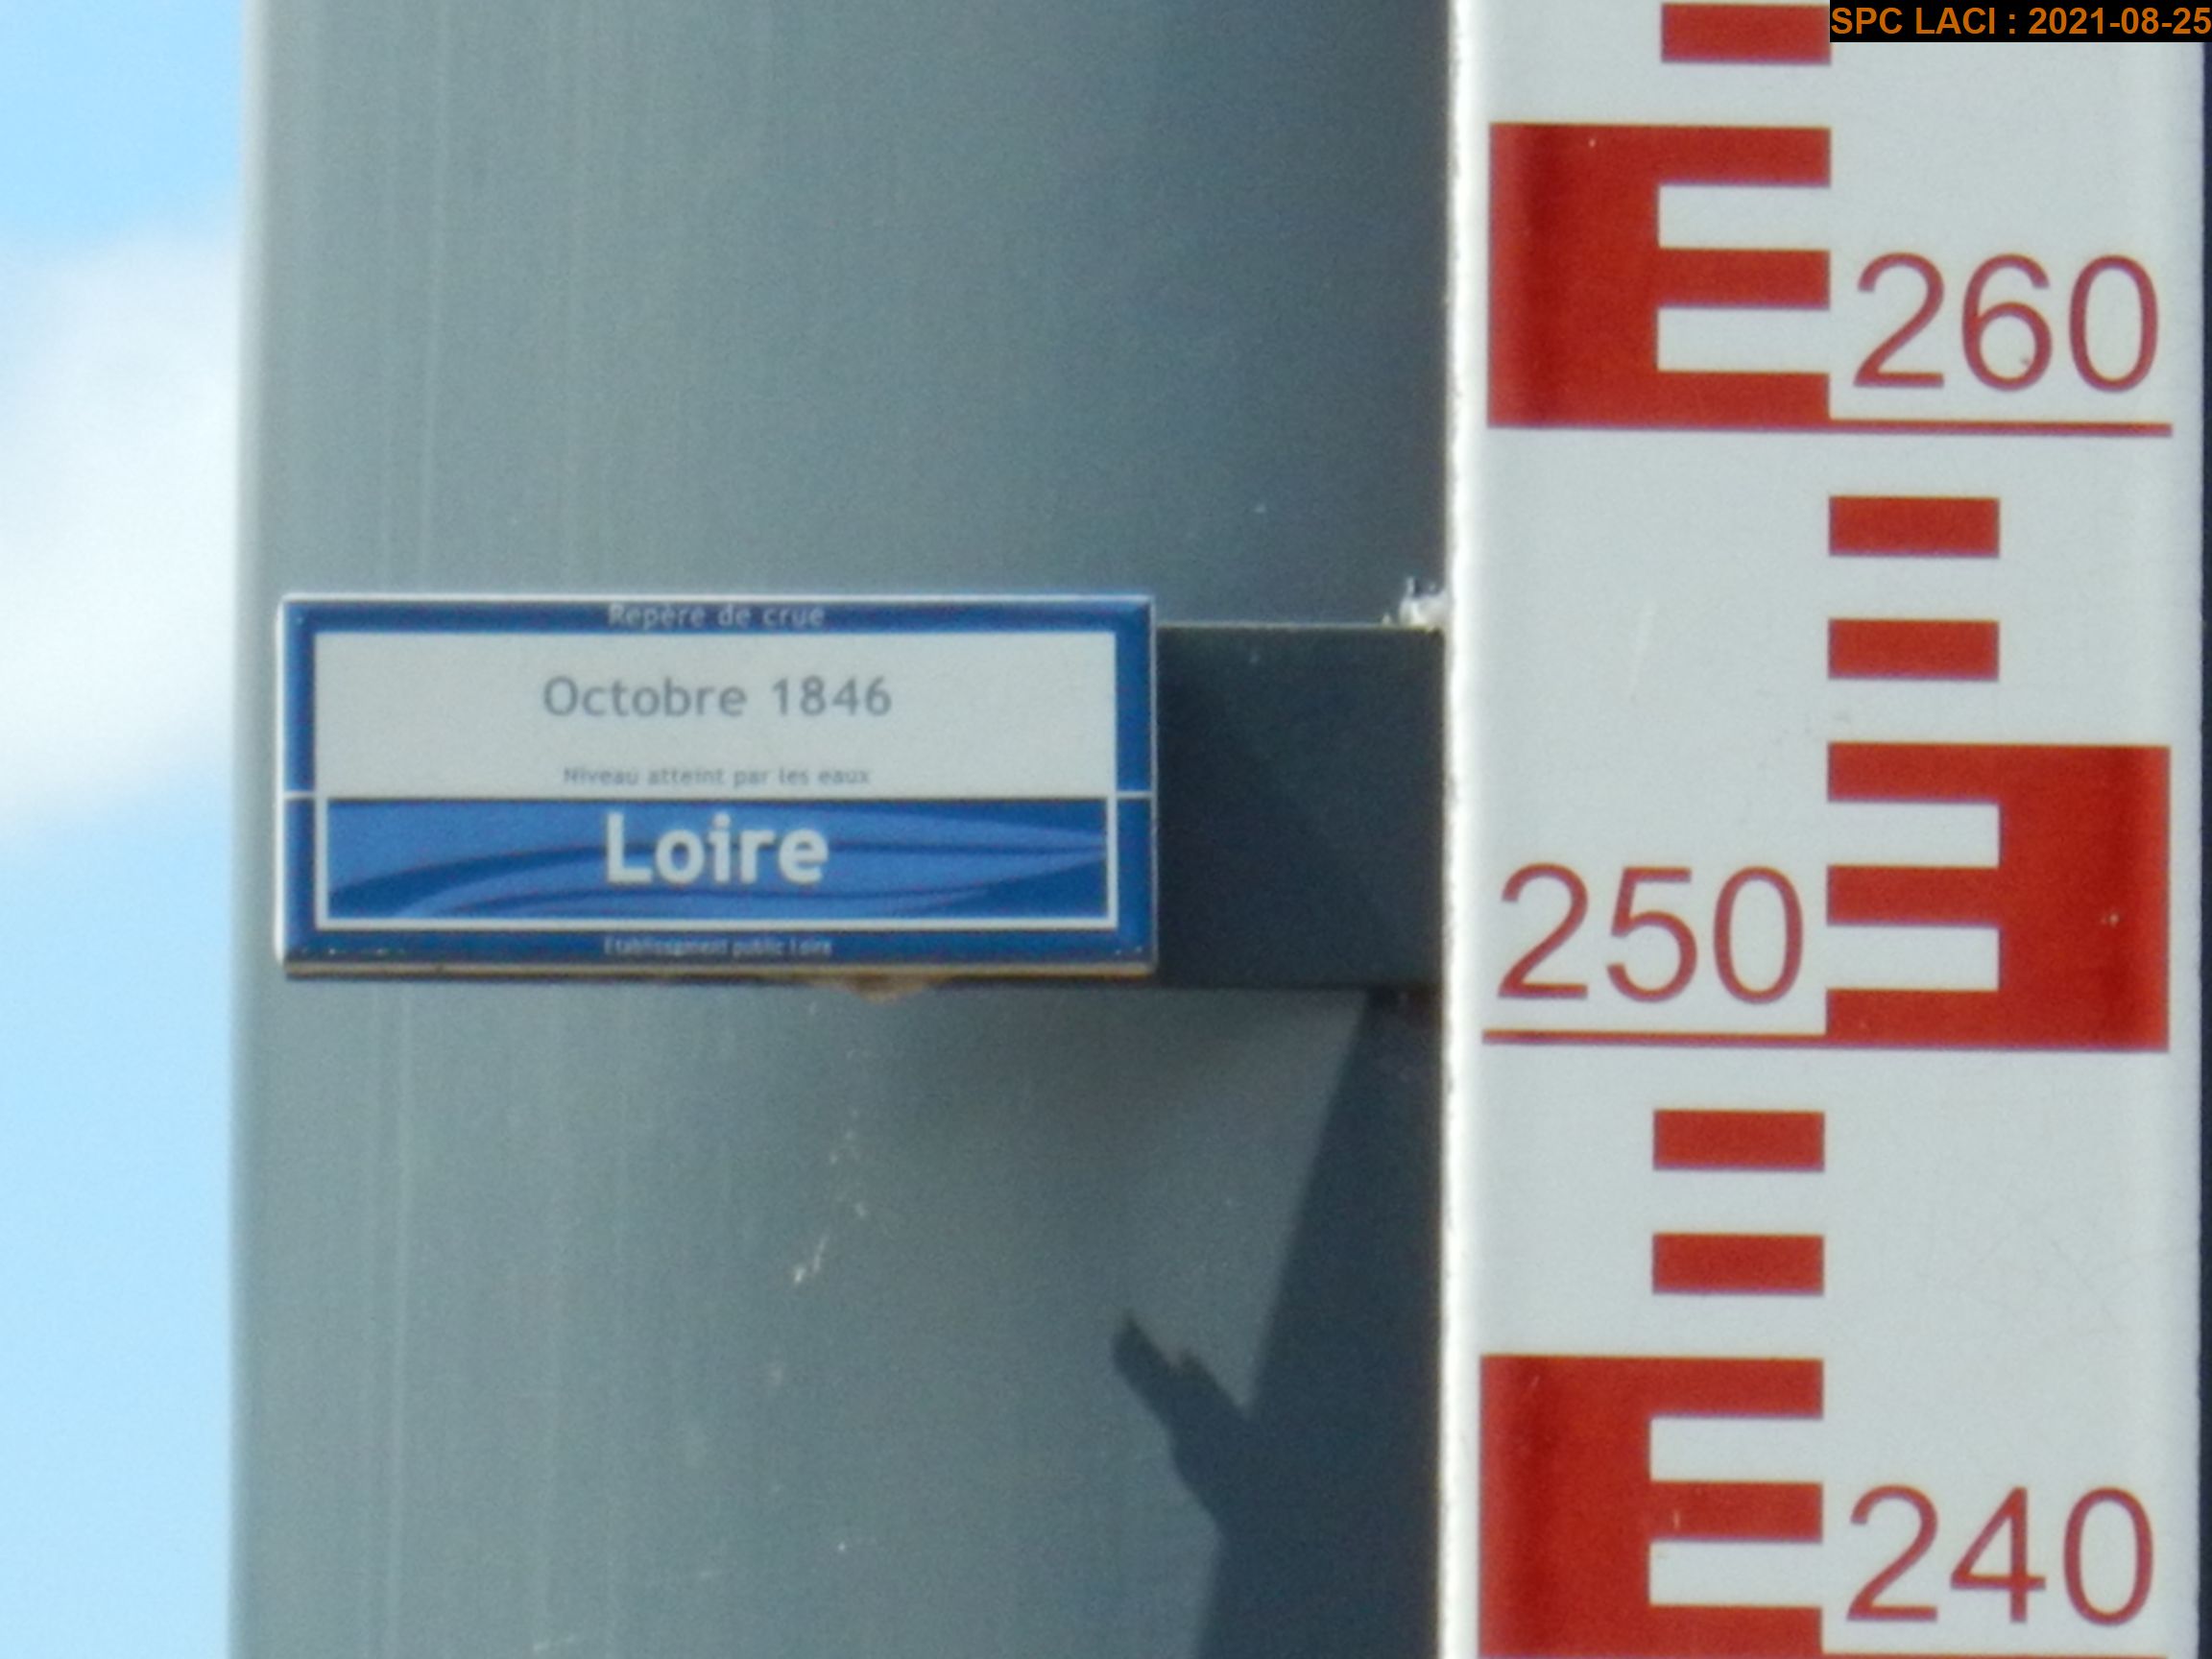 SPC LACI : 2021-08-25
260
Repère de crue
Octobre 1846
Niveau atteint par les eaux
Loire
Etablissement public Loire
250
240